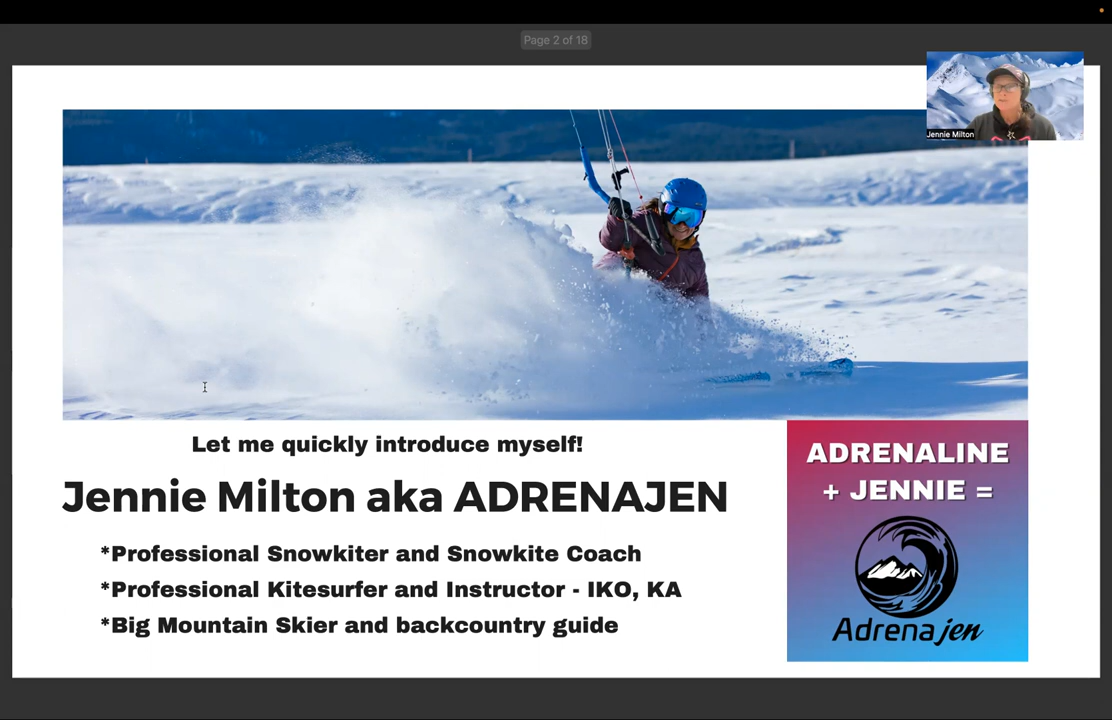 Page 2 of 18
Jennie Milton
Let me quickly introduce myself!
Jennie Milton aka ADRENAJEN
*Professional Snowkiter and Snowkite Coach
*Professional Kitesurfer and Instructor - IKO, KA
*Big Mountain Skier and backcountry guide
ADRENALINE
+ JENNIE =
Adrenajen